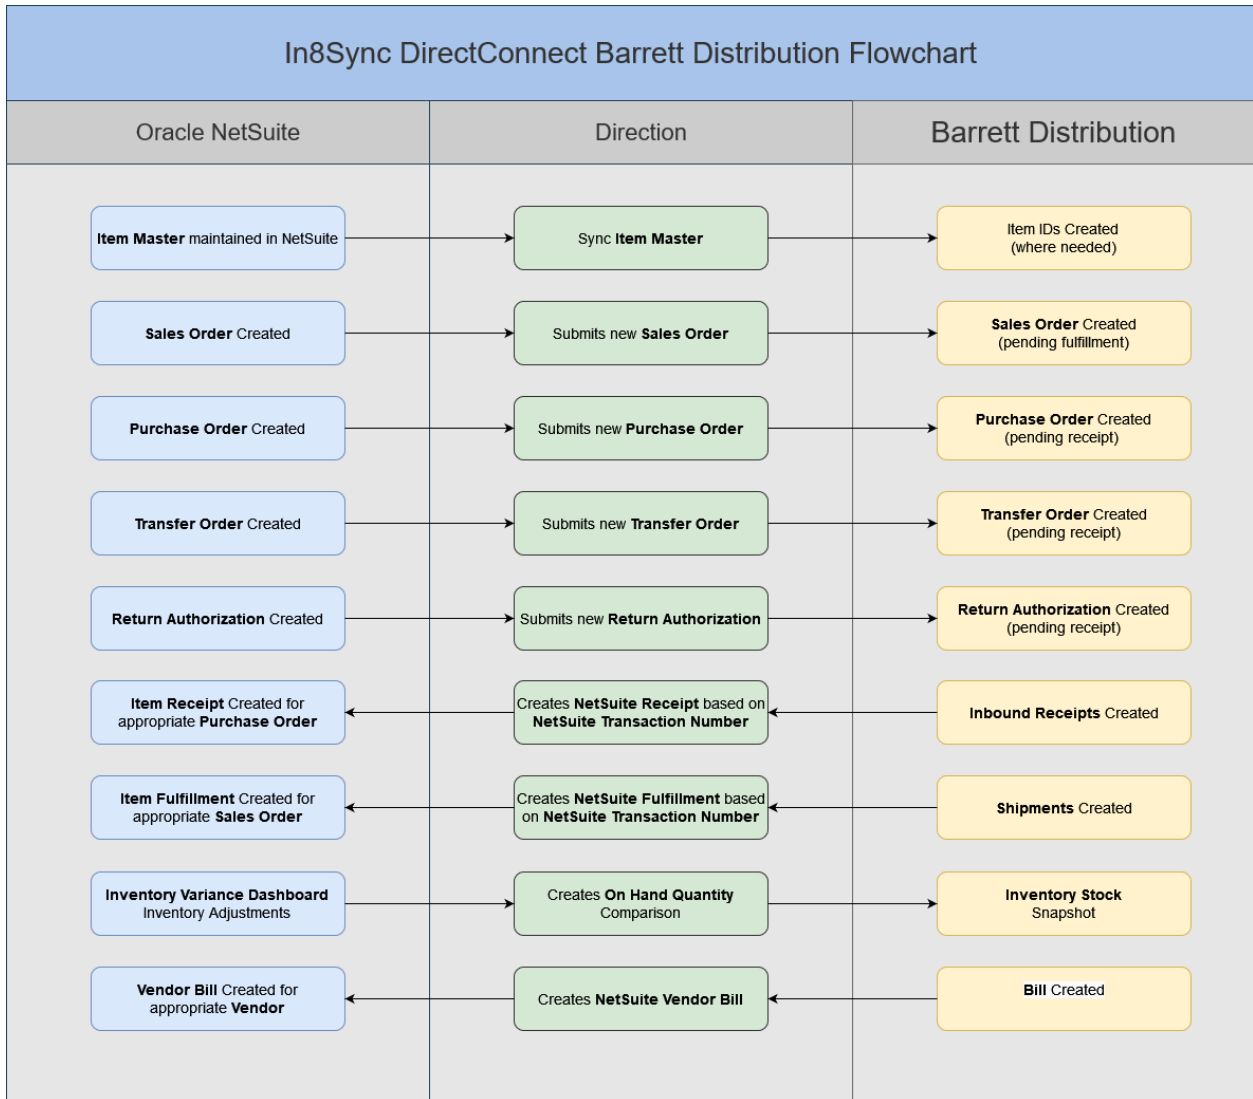 In8Sync DirectConnect Barrett Distribution Flowchart
Oracle NetSuite
Direction
Barrett Distribution
Item Master maintained in NetSuite
Sync Item Master
Item IDs Created
(where needed)
Sales Order Created
Submits new Sales Order
Sales Order Created
(pending fulfillment)
Purchase Order Created
Submits new Purchase Order
Purchase Order Created
(pending receipt)
Transfer Order Created
Submits new Transfer Order
Transfer Order Created
(pending receipt)
Return Authorization Created
Submits new Return Authorization
Return Authorization Created
(pending receipt)
Item Receipt Created for
appropriate Purchase Order
Creates NetSuite Receipt based on
NetSuite Transaction Number
Inbound Receipts Created
Item Fulfillment Created for
appropriate Sales Order
Creates NetSuite Fulfillment based
on NetSuite Transaction Number
Shipments Created
Inventory Variance Dashboard
Inventory Adjustments
Creates On Hand Quantity
Comparison
Inventory Stock
Snapshot
Vendor Bill Created for
appropriate Vendor
Creates NetSuite Vendor Bill
Bill Created